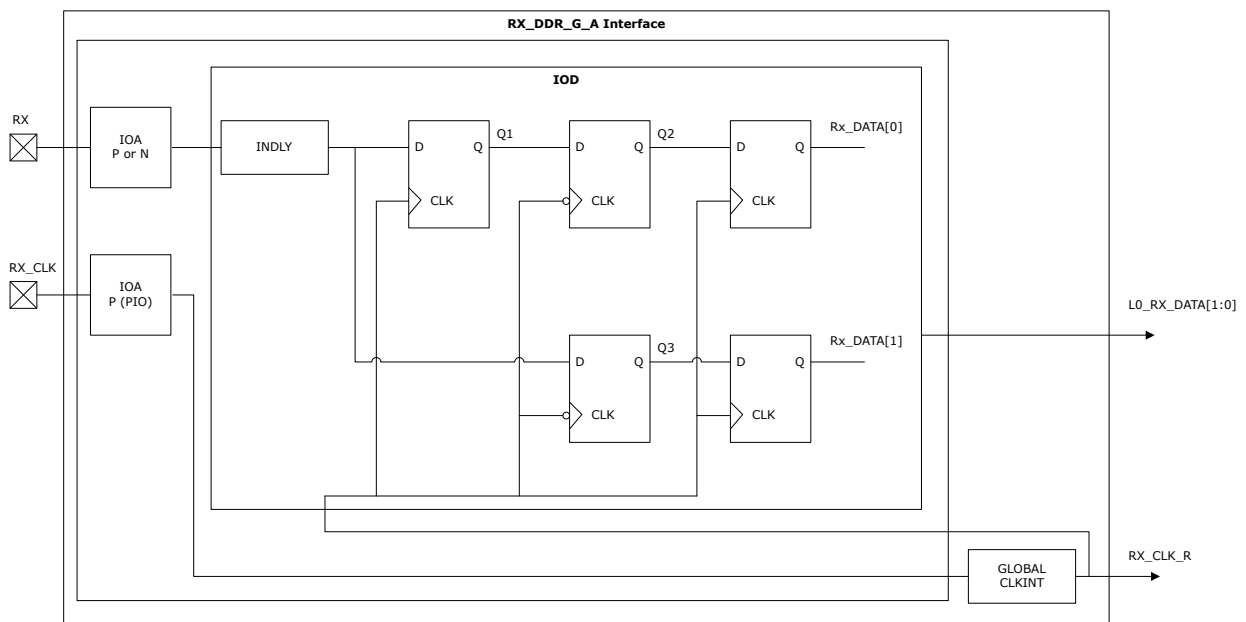 RX_DDR_G_A Interface
IOD
RX
IOA
P or N
INDLY
D
Q
CLK
Q1
D
Q
CLK
Q2
D
Q
CLK
Rx_DATA[0]
RX_CLK
IOA
P (PIO)
D
Q
CLK
Q3
D
Q
CLK
Rx_DATA[1]
L0_RX_DATA[1:0]
GLOBAL
CLKINT
RX_CLK_R